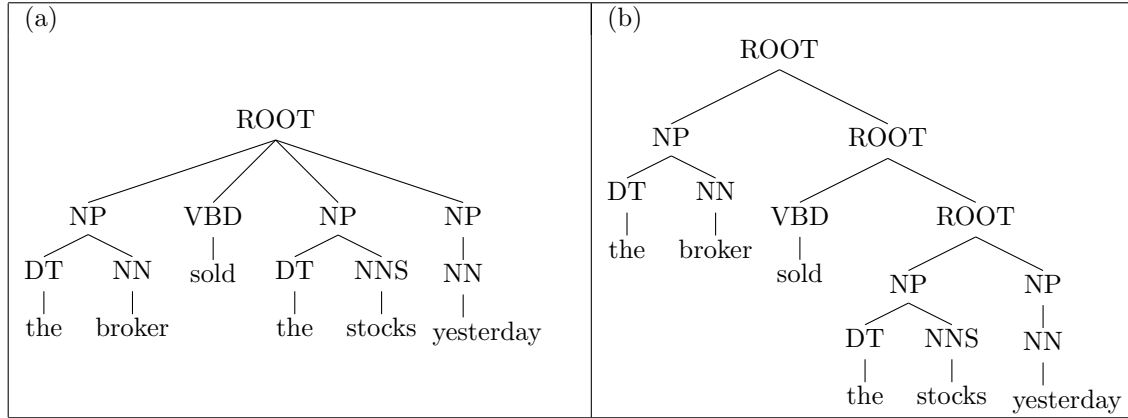 (a)
ROOT
NP VBD NP NP
DT NN sold DT NNS NN
the broker the stocks yesterday
(b)
ROOT
NP ROOT
DT NN VBD ROOT
the broker sold NP NP
DT NNS NN
the stocks yesterday